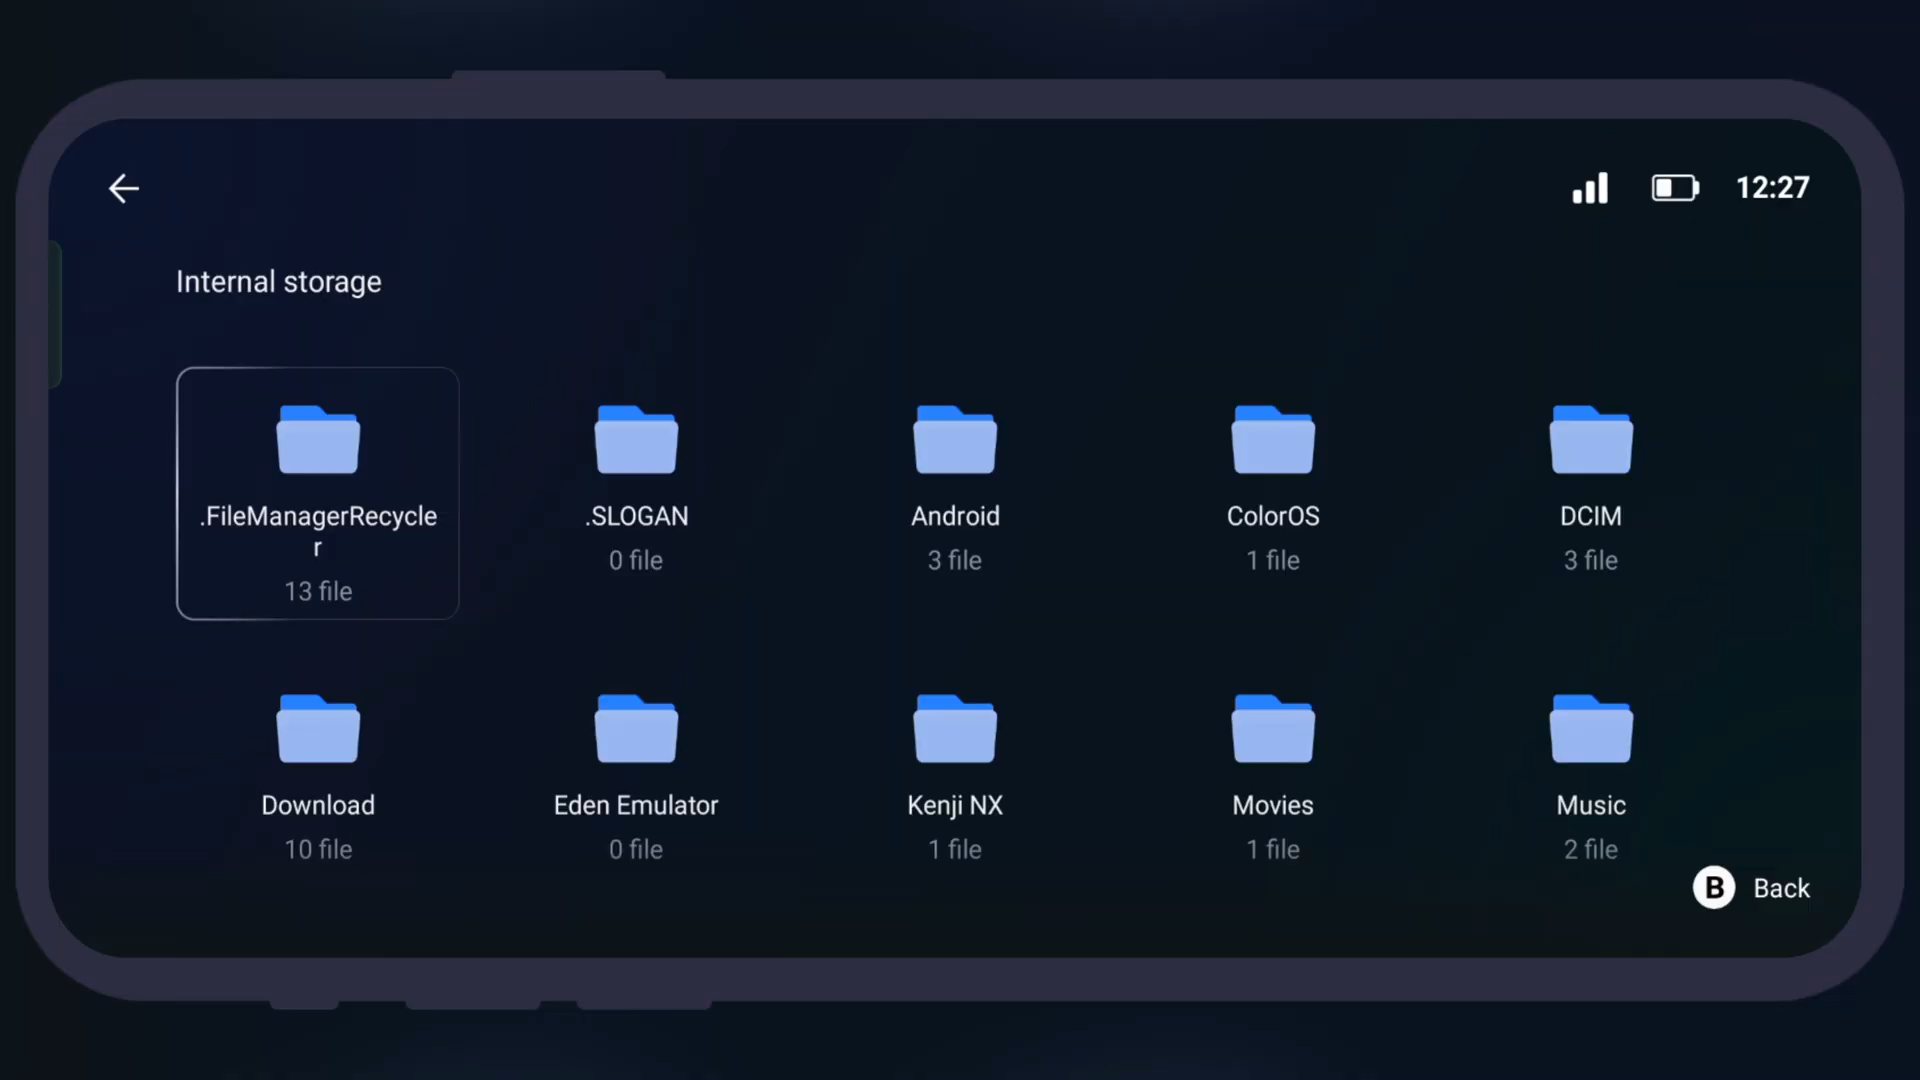 12:27
Internal storage
.FileManagerRecycle
r
13 file
.SLOGAN
0 file
Android
3 file
ColorOS
1 file
DCIM
3 file
Download
10 file
Eden Emulator
0 file
Kenji NX
1 file
Movies
1 file
Music
2 file
B Back